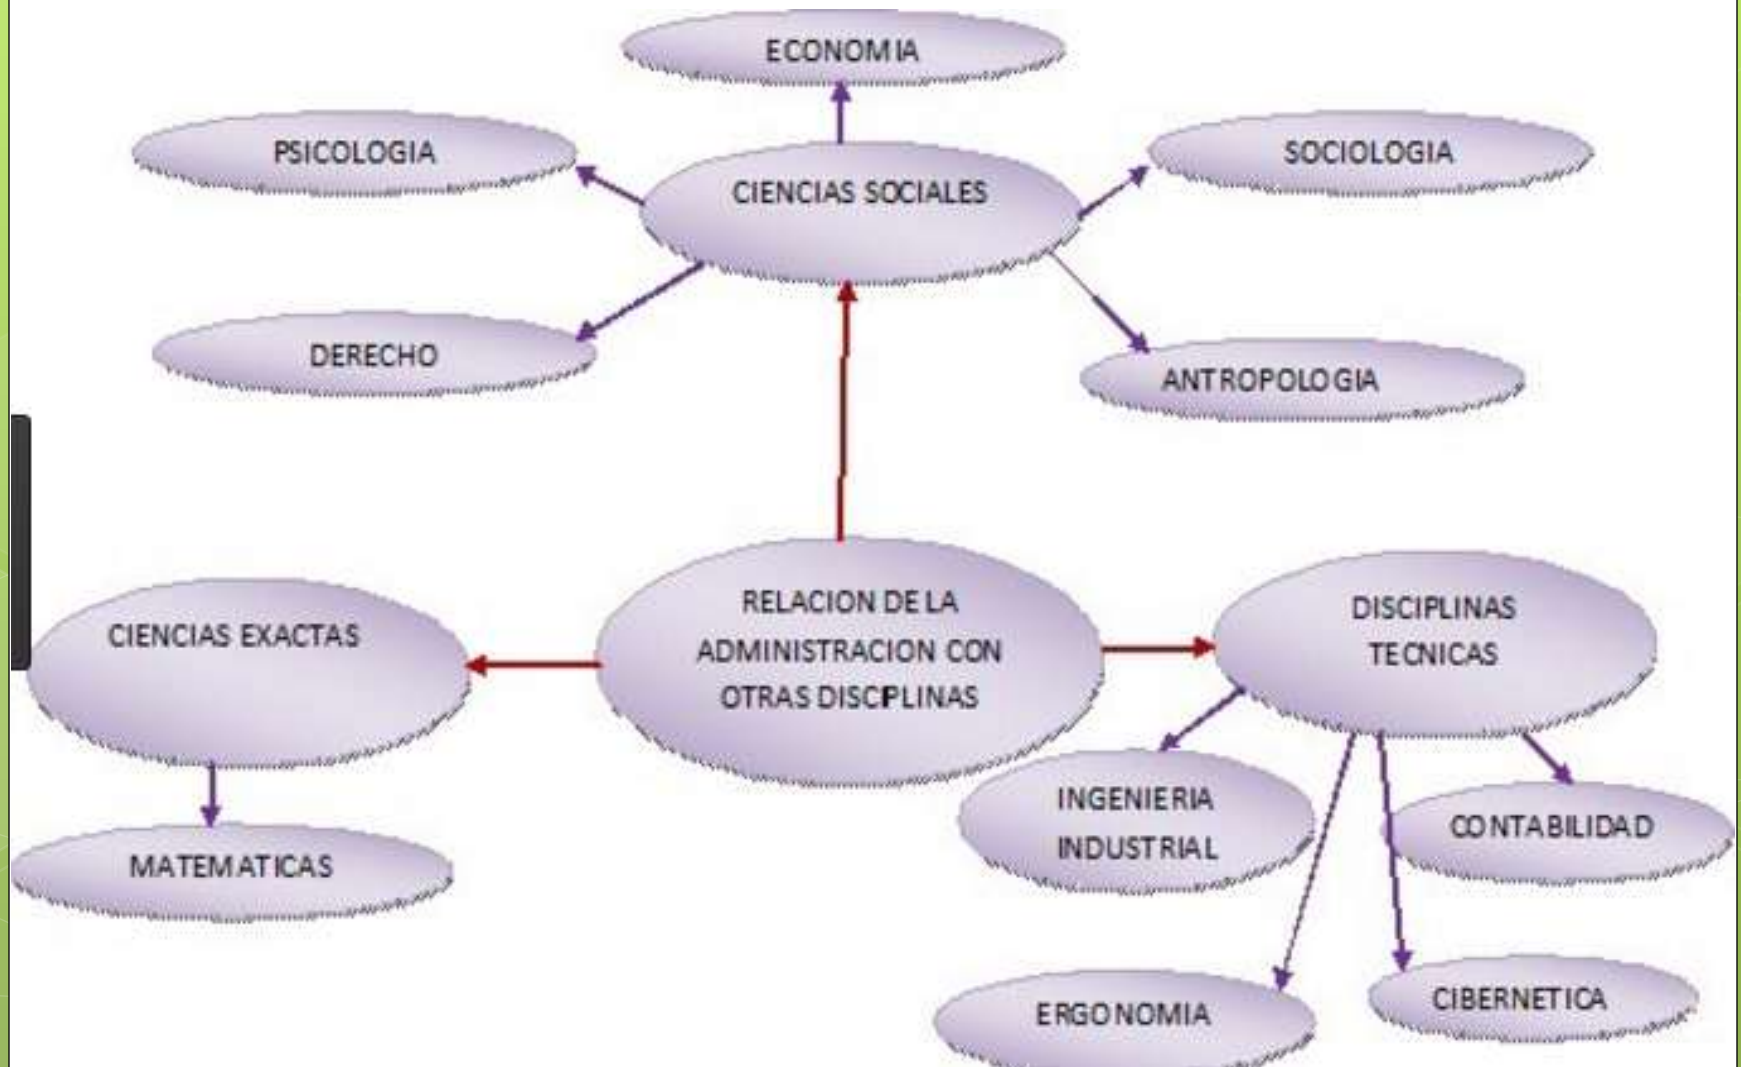 ECONOMIA
PSICOLOGIA
SOCIOLOGIA
CIENCIAS SOCIALES
DERECHO
ANTROPOLOGIA
RELACION DE LA
ADMINISTRACION CON
OTRAS DISCIPLINAS
CIENCIAS EXACTAS
MATEMATICAS
DISCIPLINAS
TECNICAS
INGENIERIA
INDUSTRIAL
CONTABILIDAD
ERGONOMIA
CIBERNETICA